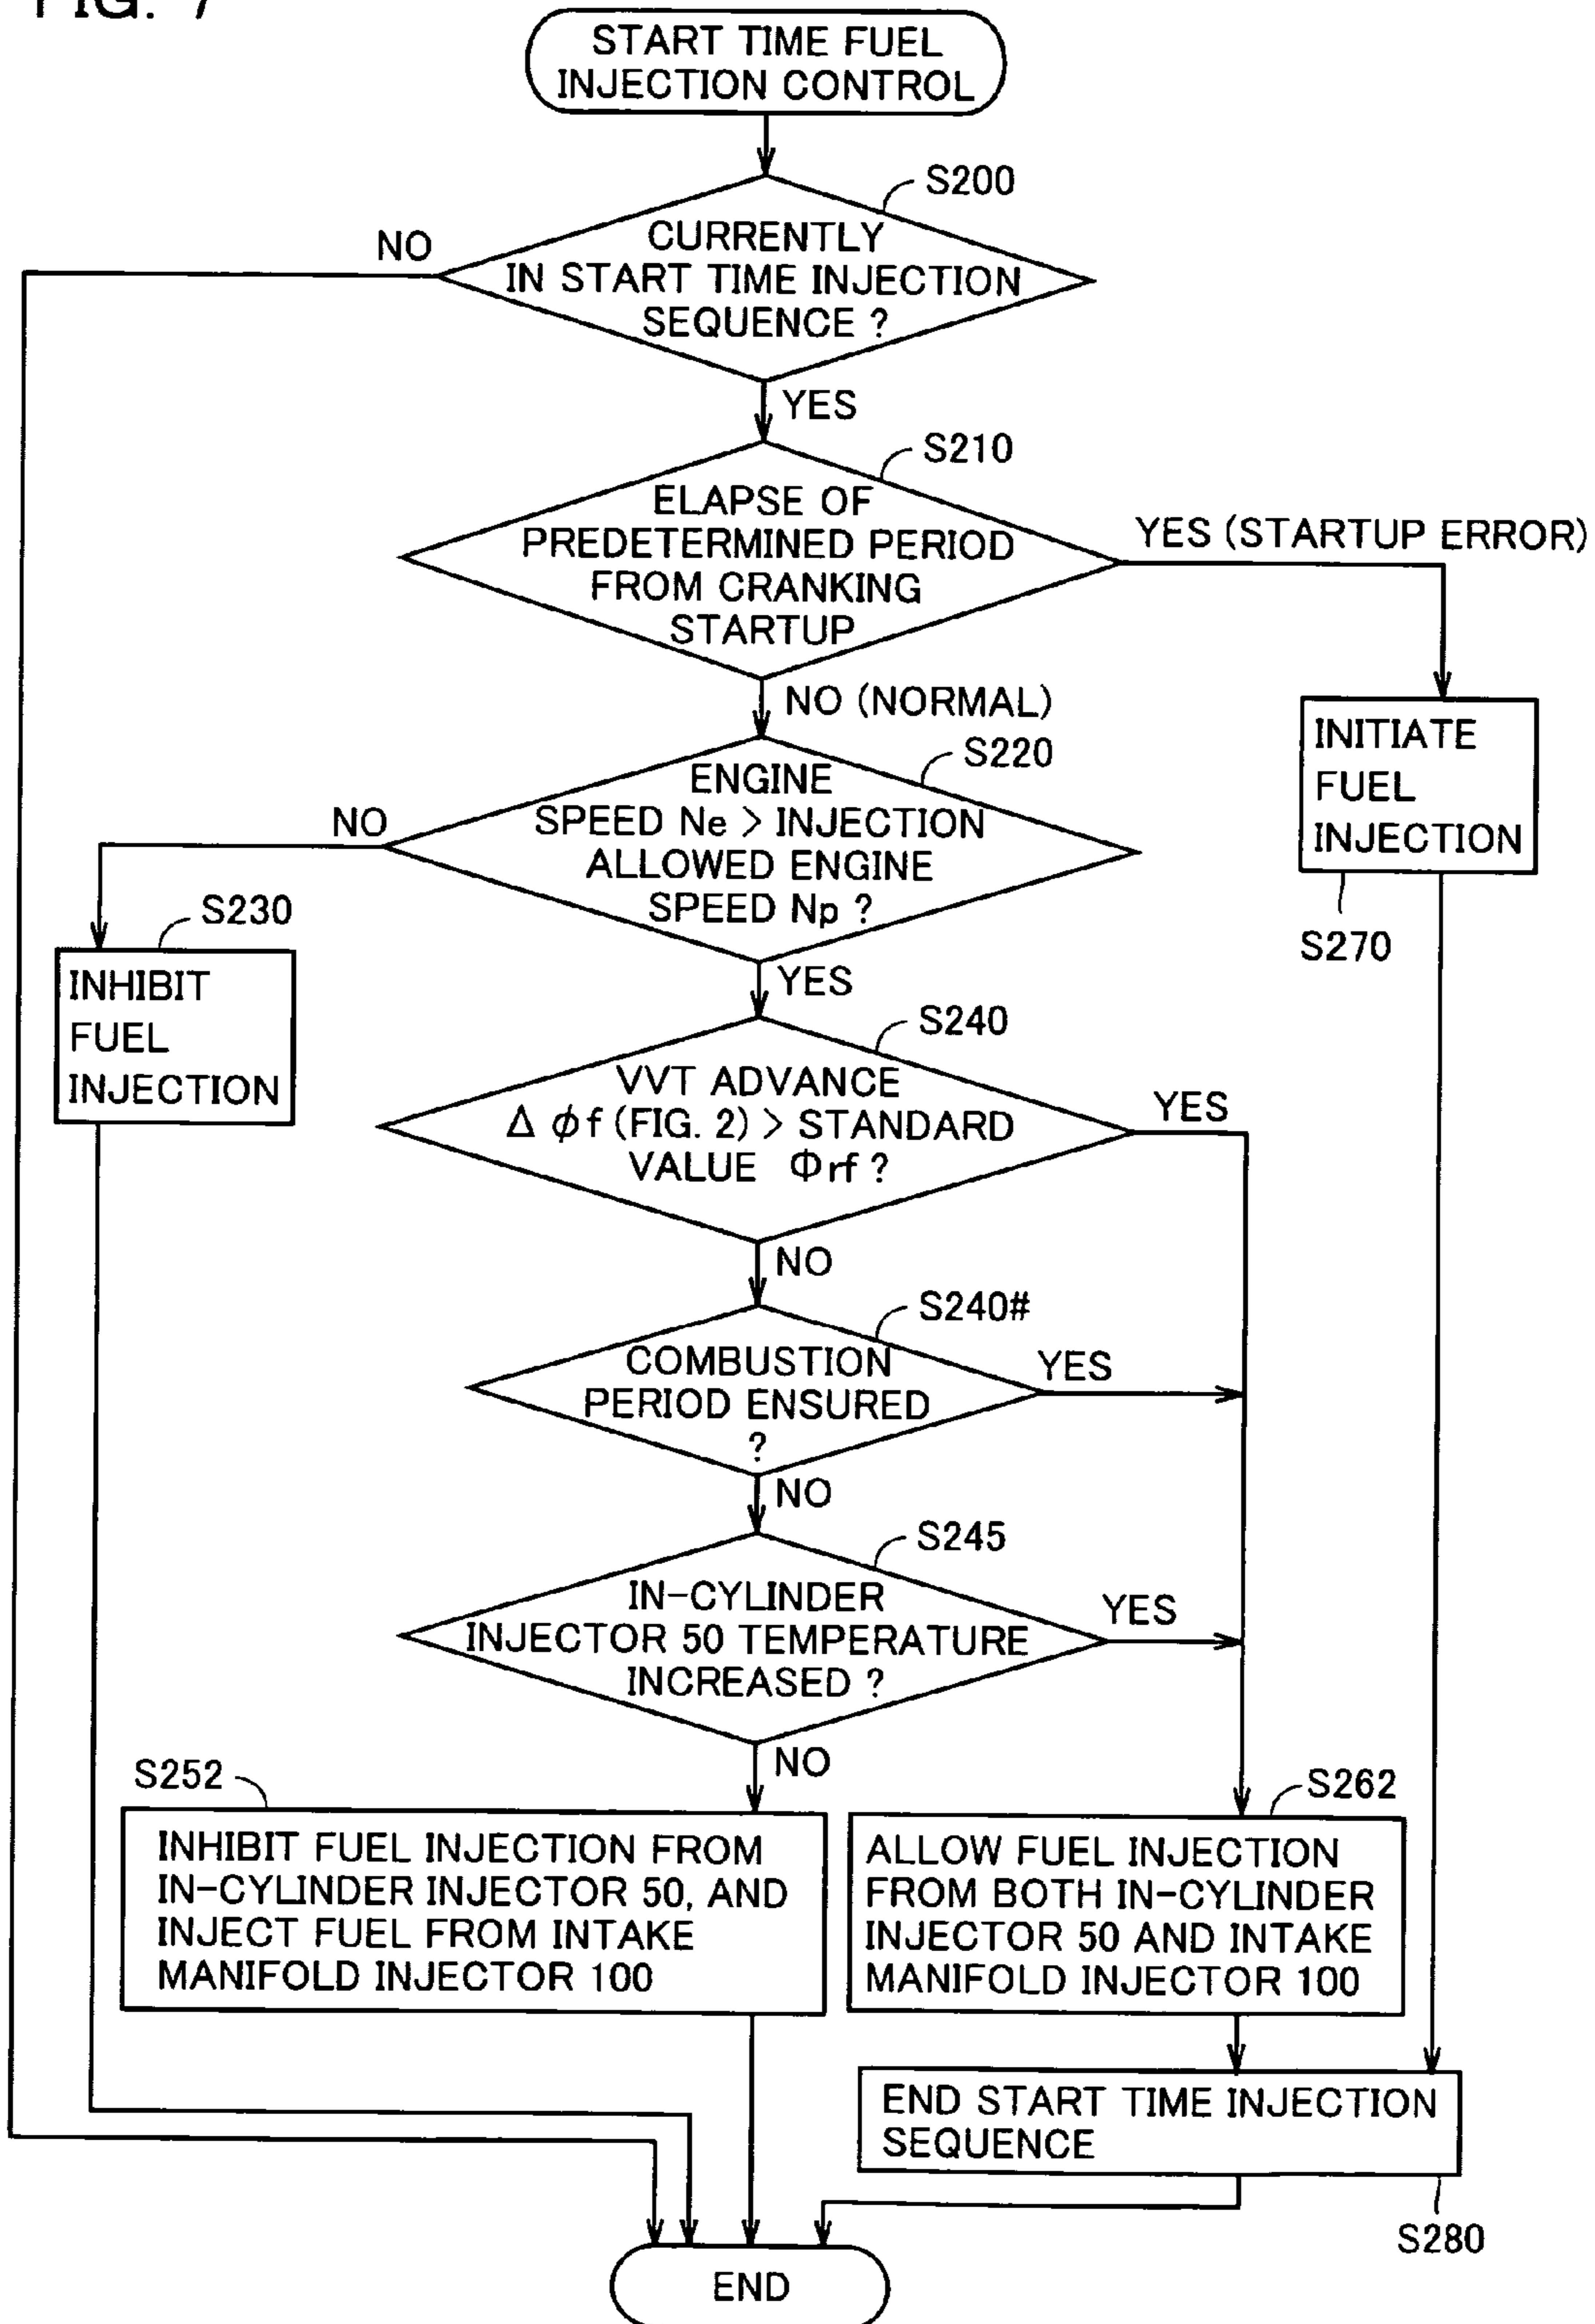 FIG. 7
START TIME FUEL
INJECTION CONTROL
S200
CURRENTLY
IN START TIME INJECTION
SEQUENCE ?
NO
YES
S210
ELAPSE OF
PREDETERMINED PERIOD
FROM CRANKING
STARTUP
YES (STARTUP ERROR)
NO (NORMAL)
S220
ENGINE
SPEED Ne > INJECTION
ALLOWED ENGINE
SPEED Np ?
NO
INITIATE
FUEL
INJECTION
S270
S230
INHIBIT
FUEL
INJECTION
YES
S240
VVT ADVANCE
Δ φf (FIG. 2) > STANDARD
VALUE Φrf ?
YES
NO
S240#
COMBUSTION
PERIOD ENSURED
?
YES
NO
S245
IN-CYLINDER
INJECTOR 50 TEMPERATURE
INCREASED ?
YES
NO
S252
INHIBIT FUEL INJECTION FROM
IN-CYLINDER INJECTOR 50, AND
INJECT FUEL FROM INTAKE
MANIFOLD INJECTOR 100
S262
ALLOW FUEL INJECTION
FROM BOTH IN-CYLINDER
INJECTOR 50 AND INTAKE
MANIFOLD INJECTOR 100
END START TIME INJECTION
SEQUENCE
S280
END